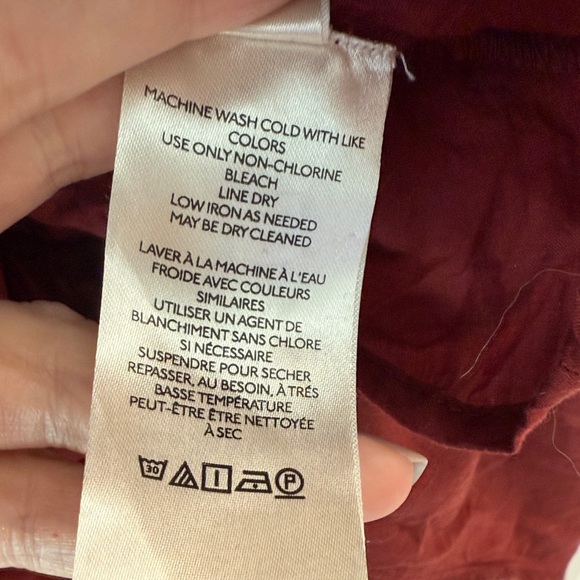 MACHINE WASH COLD WITH LIKE
COLORS
USE ONLY NON-CHLORINE
BLEACH
LINE DRY
LOW IRON AS NEEDED
MAY BE DRY CLEANED
LAVER À LA MACHINE À L'EAU
FROIDE AVEC COULEURS
SIMILAIRES
UTILISER UN AGENT DE
BLANCHIMENT SANS CHLORE
SI NÉCESSAIRE
SUSPENDRE POUR SECHER
REPASSER, AU BESOIN, À TRÉS
BASSE TEMPÉRATURE
PEUT-ÊTRE ÊTRE NETTOYÉE
À SEC
30 P